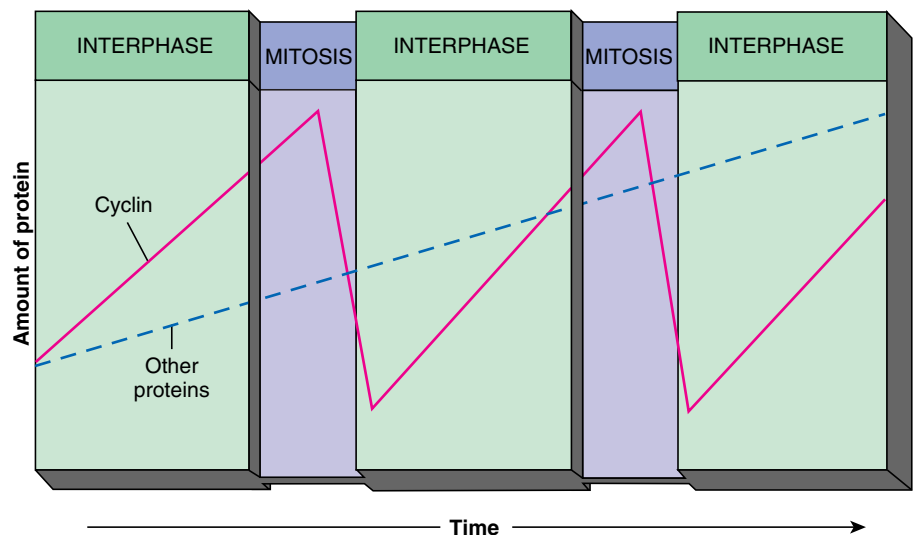 INTERPHASE
MITOSIS
INTERPHASE
MITOSIS
INTERPHASE
Amount of protein
Cyclin
Other
proteins
Time